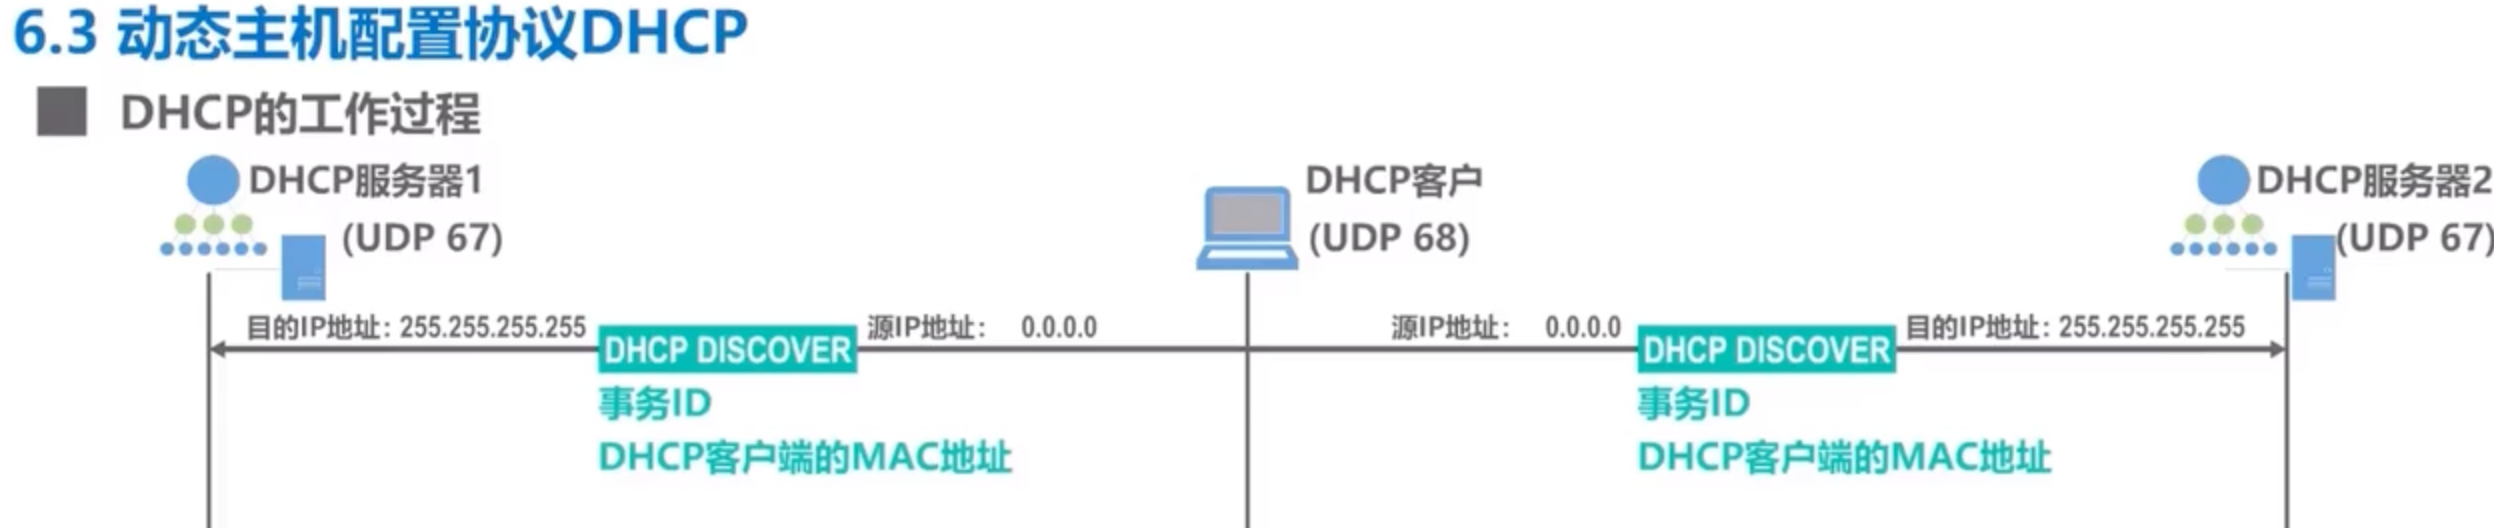 6.3 动态主机配置协议DHCP
DHCP的工作过程
DHCP服务器1
(UDP 67)
DHCP客户
(UDP 68)
DHCP服务器2
(UDP 67)
目的IP地址：255.255.255.255
DHCP DISCOVER
源IP地址： 0.0.0.0
事务ID
DHCP客户端的MAC地址
源IP地址： 0.0.0.0
DHCP DISCOVER
目的IP地址：255.255.255.255
事务ID
DHCP客户端的MAC地址